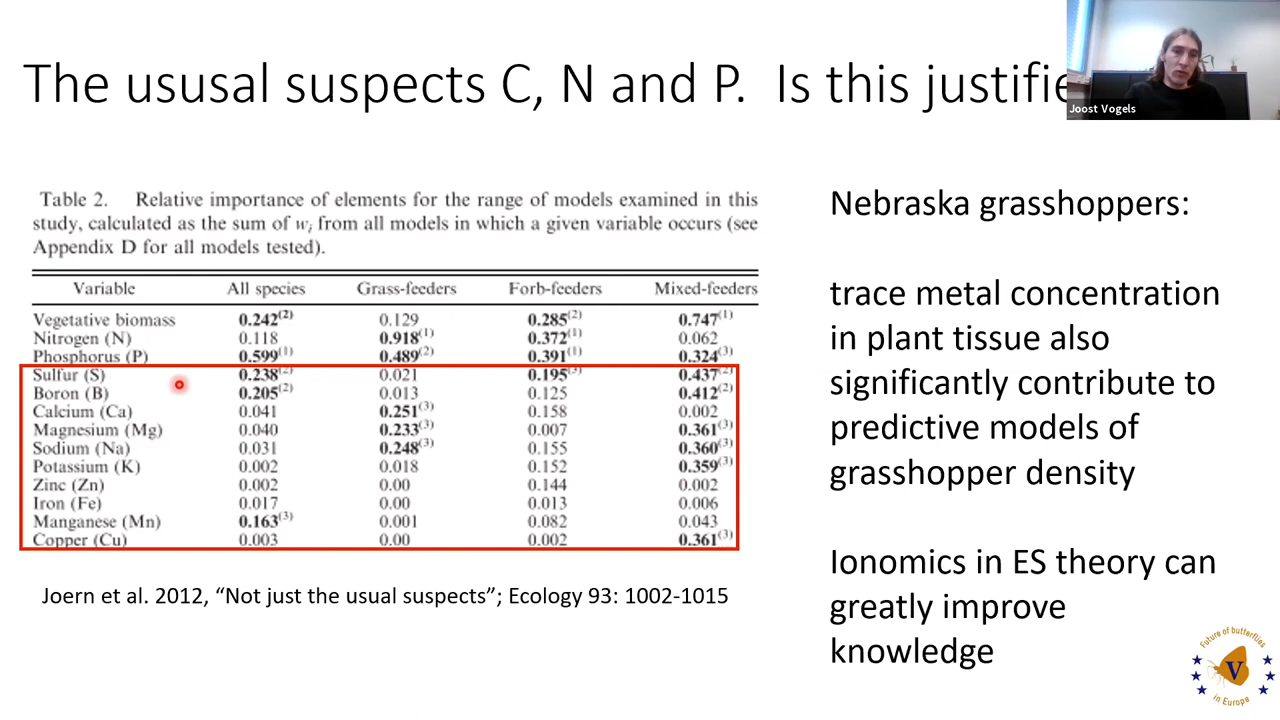 The ususal suspects C, N and P. Is this justifie
Joost Vogels
Table 2. Relative importance of elements for the range of models examined in this
study, calculated as the sum of wi from all models in which a given variable occurs (see
Appendix D for all models tested).
Variable All species Grass-feeders Forb-feeders Mixed-feeders
Vegetative biomass 0.242(2) 0.129 0.285(2) 0.747(1)
Nitrogen (N) 0.118 0.918(1) 0.372(1) 0.062
Phosphorus (P) 0.599(1) 0.489(2) 0.391(1) 0.324(3)
Sulfur (S) 0.238(2) 0.021 0.195(3) 0.437(2)
Boron (B) 0.205(2) 0.013 0.125 0.412(2)
Calcium (Ca) 0.041 0.251(3) 0.158 0.002
Magnesium (Mg) 0.040 0.233(3) 0.007 0.361(3)
Sodium (Na) 0.031 0.248(3) 0.155 0.360(3)
Potassium (K) 0.002 0.018 0.152 0.359(3)
Zinc (Zn) 0.002 0.00 0.144 0.002
Iron (Fe) 0.017 0.00 0.013 0.006
Manganese (Mn) 0.163(3) 0.001 0.082 0.043
Copper (Cu) 0.003 0.00 0.002 0.361(3)
Joern et al. 2012, “Not just the usual suspects”; Ecology 93: 1002-1015
Nebraska grasshoppers:
trace metal concentration
in plant tissue also
significantly contribute to
predictive models of
grasshopper density
Ionomics in ES theory can
greatly improve
knowledge
Future of butterflies
V
in Europe